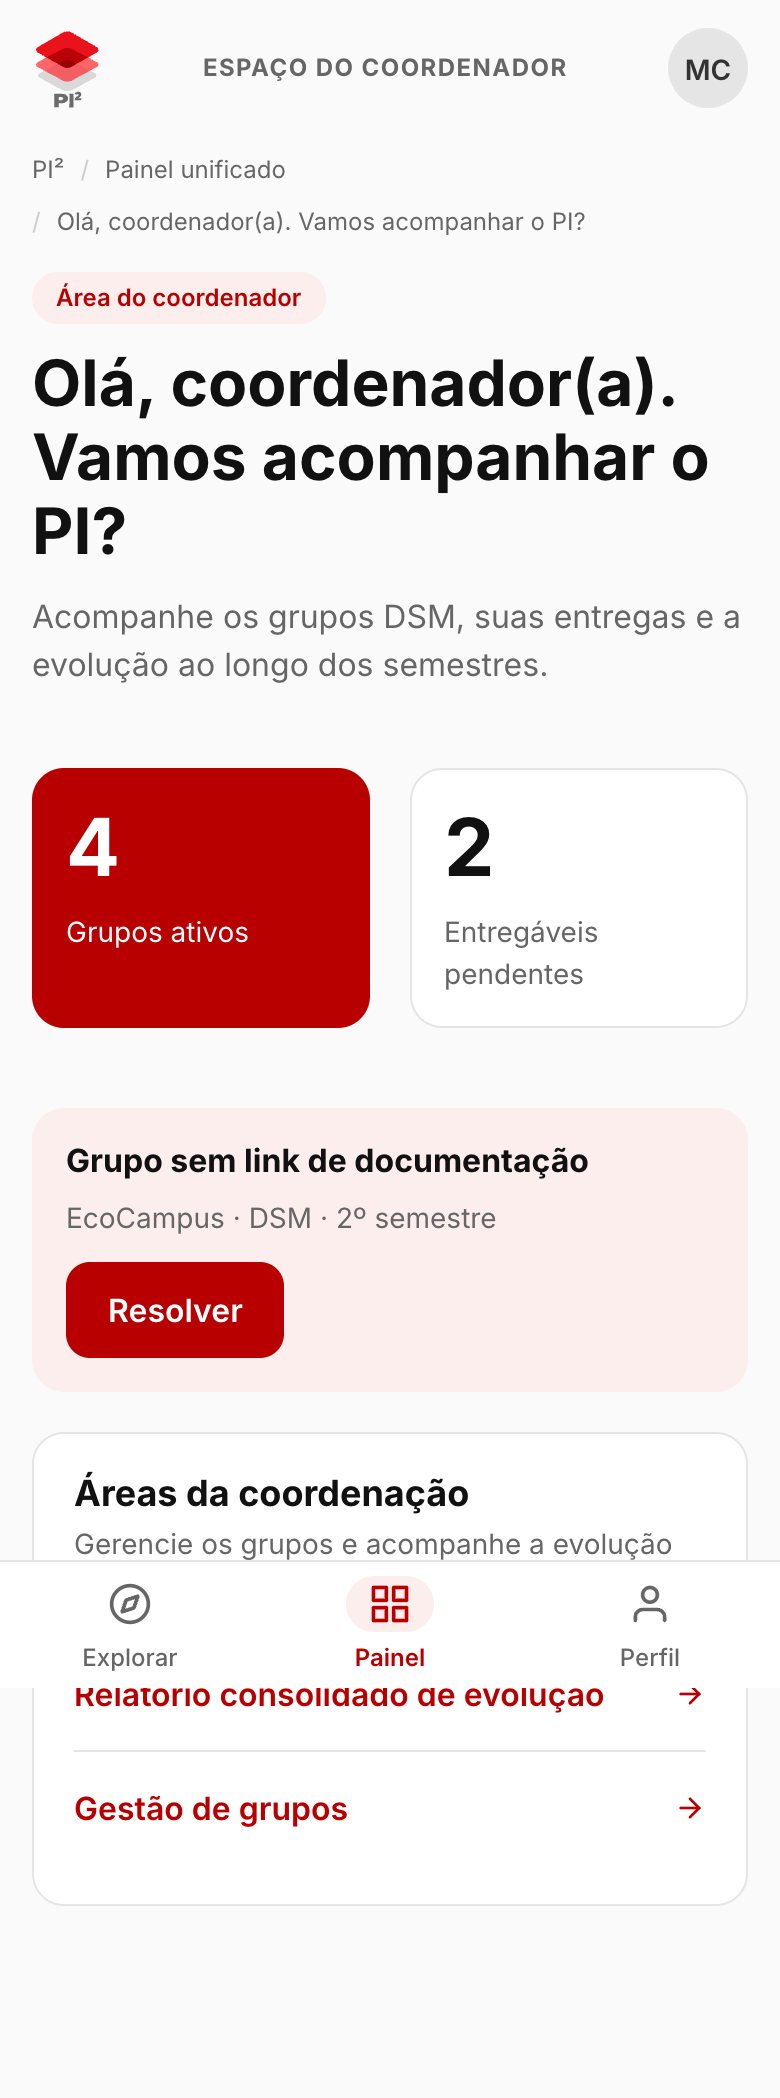 PI²
ESPAÇO DO COORDENADOR
MC
PI² / Painel unificado
/ Olá, coordenador(a). Vamos acompanhar o PI?
Área do coordenador
Olá, coordenador(a).
Vamos acompanhar o
PI?
Acompanhe os grupos DSM, suas entregas e a
evolução ao longo dos semestres.
4
Grupos ativos
2
Entregáveis
pendentes
Grupo sem link de documentação
EcoCampus · DSM · 2º semestre
Resolver
Áreas da coordenação
Gerencie os grupos e acompanhe a evolução
Explorar
Painel
Perfil
Relatório consolidado de evolução
Gestão de grupos